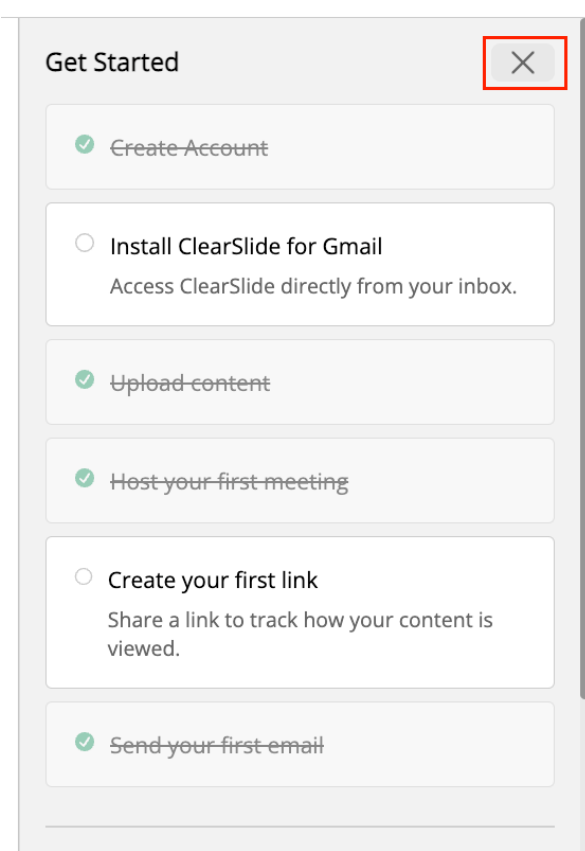 Get Started
Create Account
Install ClearSlide for Gmail
Access ClearSlide directly from your inbox.
Upload content
Host your first meeting
Create your first link
Share a link to track how your content is
viewed.
Send your first email